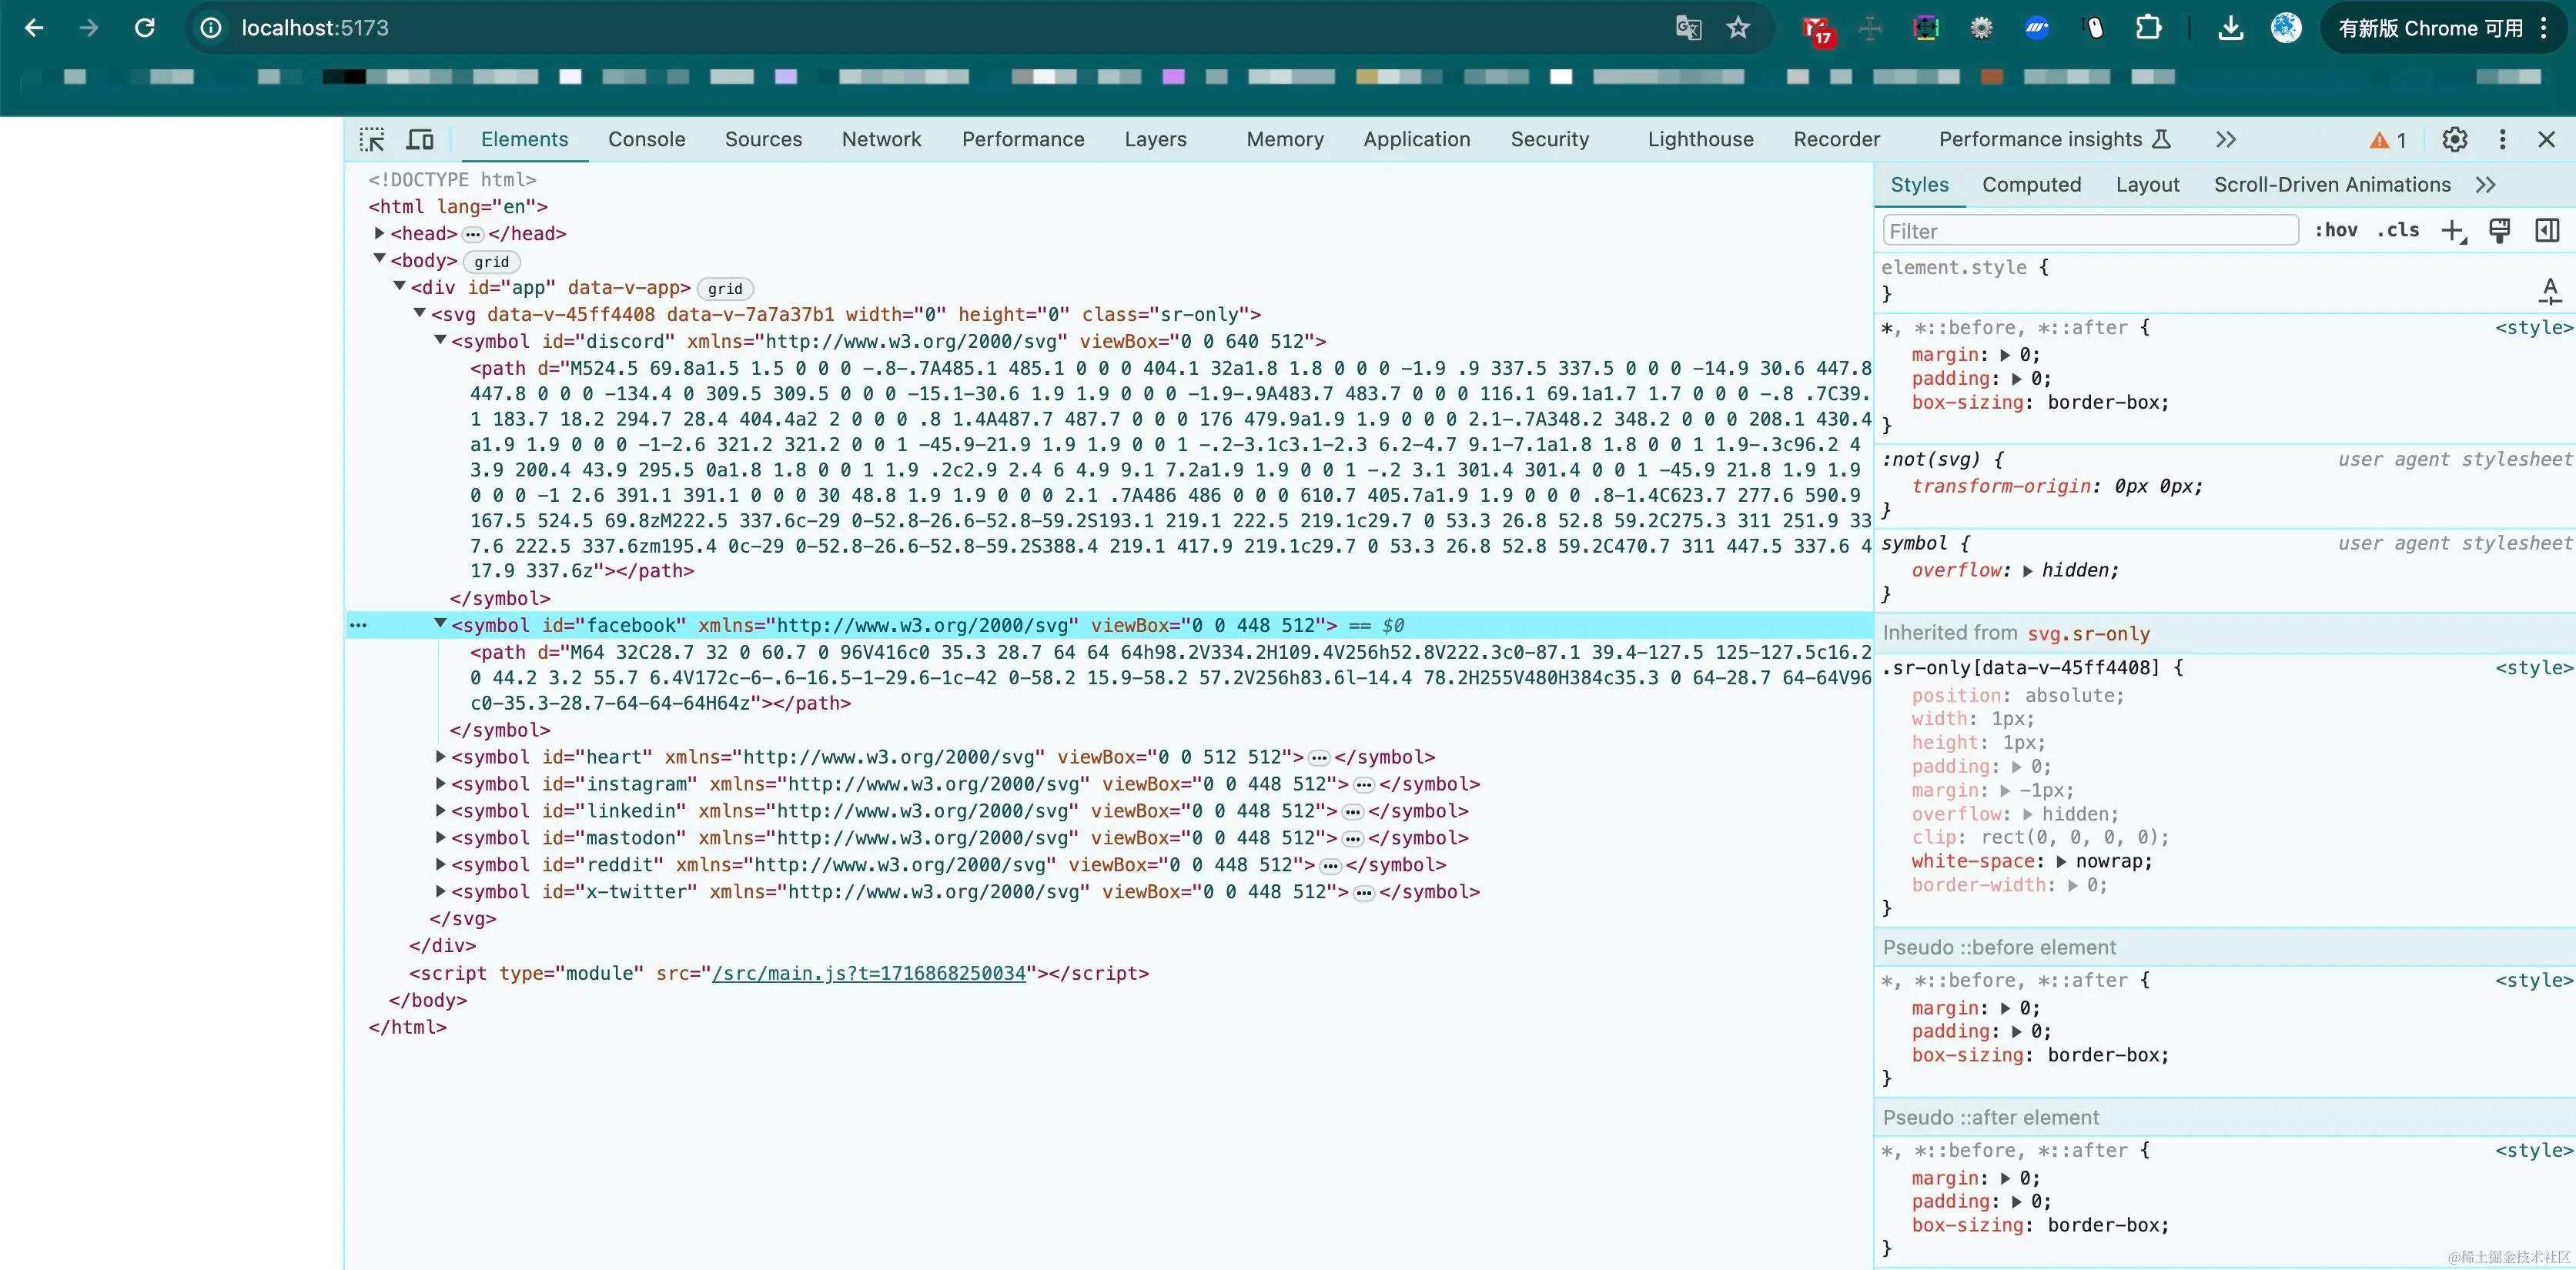 localhost:5173
17
有新版 Chrome 可用
Elements Console Sources Network Performance Layers Memory Application Security Lighthouse Recorder Performance insights 1
<!DOCTYPE html>
<html lang="en">
<head> ••• </head>
<body> grid
<div id="app" data-v-app> grid
<svg data-v-45ff4408 data-v-7a7a37b1 width="0" height="0" class="sr-only">
<symbol id="discord" xmlns="http://www.w3.org/2000/svg" viewBox="0 0 640 512">
<path d="M524.5 69.8a1.5 1.5 0 0 0 -.8-.7A485.1 485.1 0 0 0 404.1 32a1.8 1.8 0 0 0 -1.9 .9 337.5 337.5 0 0 0 -14.9 30.6 447.8
447.8 0 0 0 -134.4 0 309.5 309.5 0 0 0 -15.1-30.6 1.9 1.9 0 0 0 -1.9-.9A483.7 483.7 0 0 0 116.1 69.1a1.7 1.7 0 0 0 -.8 .7C39.
1 183.7 18.2 294.7 28.4 404.4a2 2 0 0 0 .8 1.4A487.7 487.7 0 0 0 176 479.9a1.9 1.9 0 0 0 2.1-.7A348.2 348.2 0 0 0 208.1 430.4
a1.9 1.9 0 0 0 -1-2.6 321.2 321.2 0 0 1 -45.9-21.9 1.9 1.9 0 0 1 -.2-3.1c3.1-2.3 6.2-4.7 9.1-7.1a1.8 1.8 0 0 1 1.9-.3c96.2 4
3.9 200.4 43.9 295.5 0a1.8 1.8 0 0 1 1.9 .2c2.9 2.4 6 4.9 9.1 7.2a1.9 1.9 0 0 1 -.2 3.1 301.4 301.4 0 0 1 -45.9 21.8 1.9 1.9
0 0 0 -1 2.6 391.1 391.1 0 0 0 30 48.8 1.9 1.9 0 0 0 2.1 .7A486 486 0 0 0 610.7 405.7a1.9 1.9 0 0 0 .8-1.4C623.7 277.6 590.9
167.5 524.5 69.8zM222.5 337.6c-29 0-52.8-26.6-52.8-59.2S193.1 219.1 222.5 219.1c29.7 0 53.3 26.8 52.8 59.2C275.3 311 251.9 33
7.6 222.5 337.6zm195.4 0c-29 0-52.8-26.6-52.8-59.2S388.4 219.1 417.9 219.1c29.7 0 53.3 26.8 52.8 59.2C470.7 311 447.5 337.6 4
17.9 337.6z"></path>
</symbol>
••• <symbol id="facebook" xmlns="http://www.w3.org/2000/svg" viewBox="0 0 448 512"> == $0
<path d="M64 32C28.7 32 0 60.7 0 96V416c0 35.3 28.7 64 64 64h98.2V334.2H109.4V256h52.8V222.3c0-87.1 39.4-127.5 125-127.5c16.2
0 44.2 3.2 55.7 6.4V172c-6-.6-16.5-1-29.6-1c-42 0-58.2 15.9-58.2 57.2V256h83.6l-14.4 78.2H255V480H384c35.3 0 64-28.7 64-64V96
c0-35.3-28.7-64-64-64H64z"></path>
</symbol>
<symbol id="heart" xmlns="http://www.w3.org/2000/svg" viewBox="0 0 512 512"> ••• </symbol>
<symbol id="instagram" xmlns="http://www.w3.org/2000/svg" viewBox="0 0 448 512"> ••• </symbol>
<symbol id="linkedin" xmlns="http://www.w3.org/2000/svg" viewBox="0 0 448 512"> ••• </symbol>
<symbol id="mastodon" xmlns="http://www.w3.org/2000/svg" viewBox="0 0 448 512"> ••• </symbol>
<symbol id="reddit" xmlns="http://www.w3.org/2000/svg" viewBox="0 0 448 512"> ••• </symbol>
<symbol id="x-twitter" xmlns="http://www.w3.org/2000/svg" viewBox="0 0 448 512"> ••• </symbol>
</svg>
</div>
<script type="module" src="/src/main.js?t=1716868250034"></script>
</body>
</html>
Styles Computed Layout Scroll-Driven Animations
Filter :hov .cls
element.style {
}
*, *::before, *::after { <style>
margin: 0;
padding: 0;
box-sizing: border-box;
}
:not(svg) { user agent stylesheet
transform-origin: 0px 0px;
}
symbol { user agent stylesheet
overflow: hidden;
}
Inherited from svg.sr-only
.sr-only[data-v-45ff4408] { <style>
position: absolute;
width: 1px;
height: 1px;
padding: 0;
margin: -1px;
overflow: hidden;
clip: rect(0, 0, 0, 0);
white-space: nowrap;
border-width: 0;
}
Pseudo ::before element
*, *::before, *::after { <style>
margin: 0;
padding: 0;
box-sizing: border-box;
}
Pseudo ::after element
*, *::before, *::after { <style>
margin: 0;
padding: 0;
box-sizing: border-box;
}
@稀土掘金技术社区